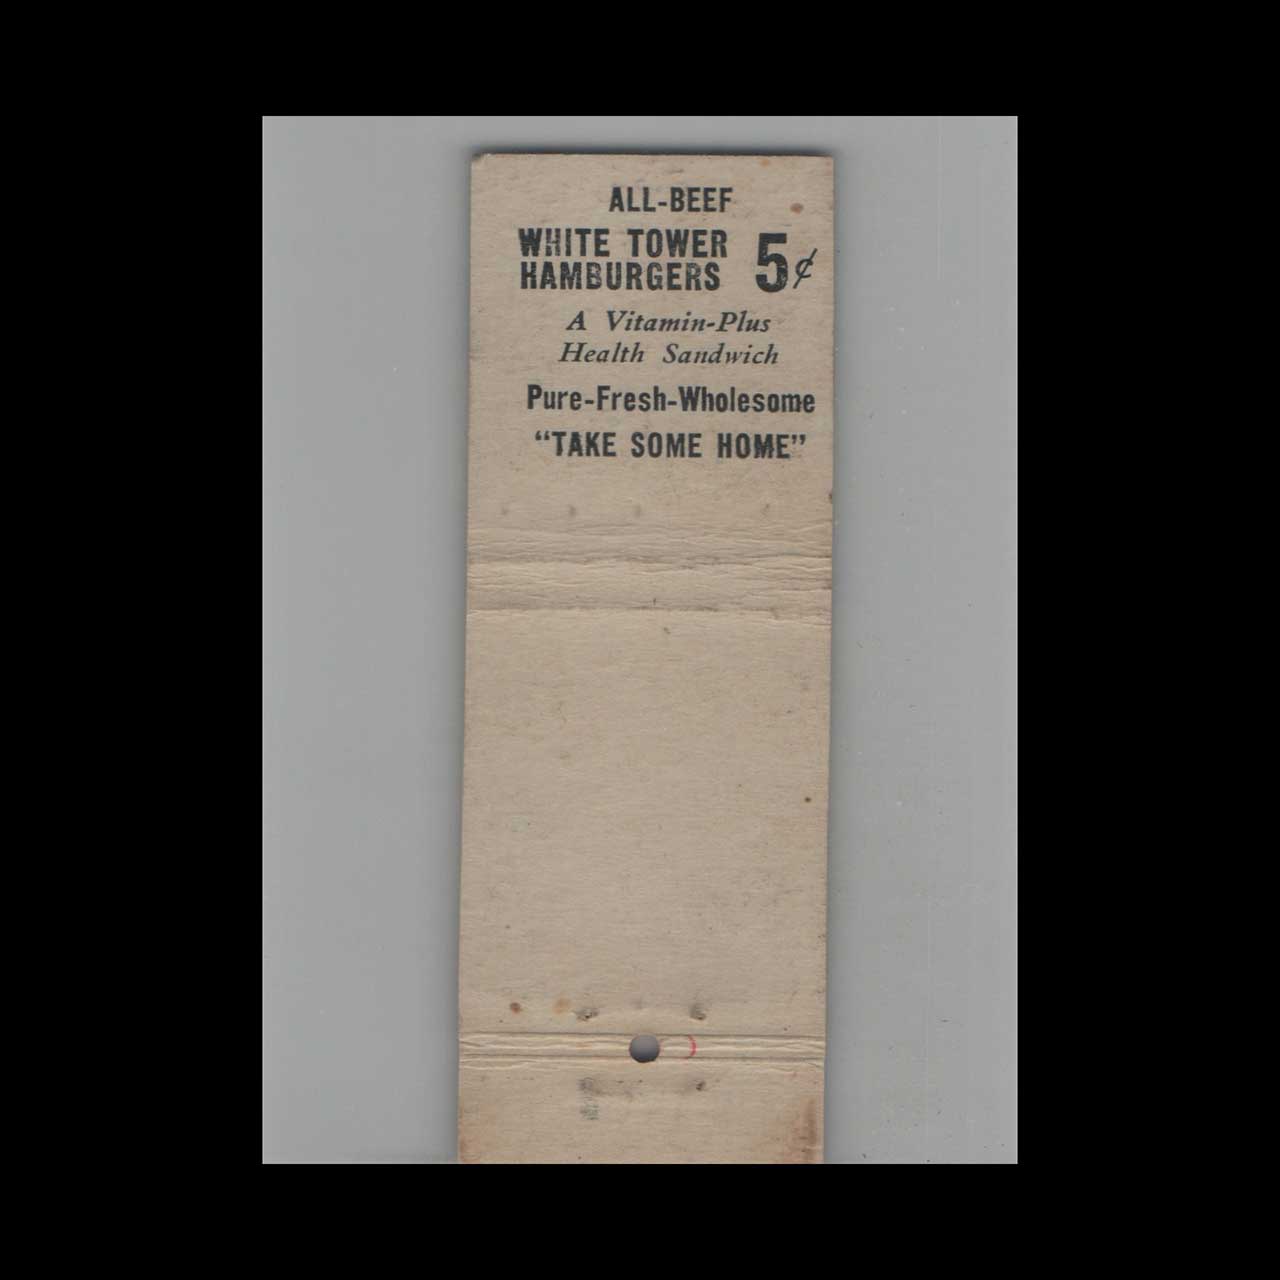 ALL-BEEF
WHITE TOWER
HAMBURGERS 5¢
A Vitamin-Plus
Health Sandwich
Pure-Fresh-Wholesome
“TAKE SOME HOME”